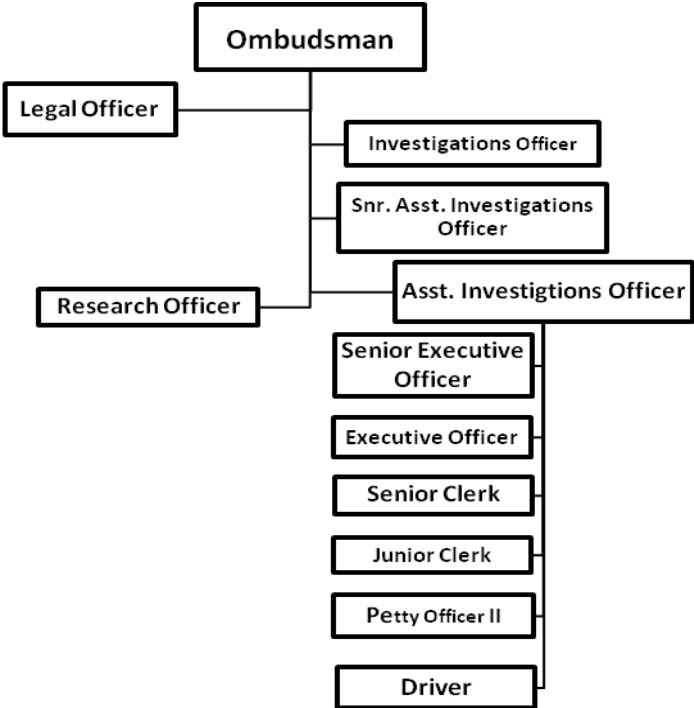 Ombudsman
Legal Officer
Investigations Officer
Snr. Asst. Investigations
Officer
Asst. Investigtions Officer
Research Officer
Senior Executive
Officer
Executive Officer
Senior Clerk
Junior Clerk
Petty Officer II
Driver